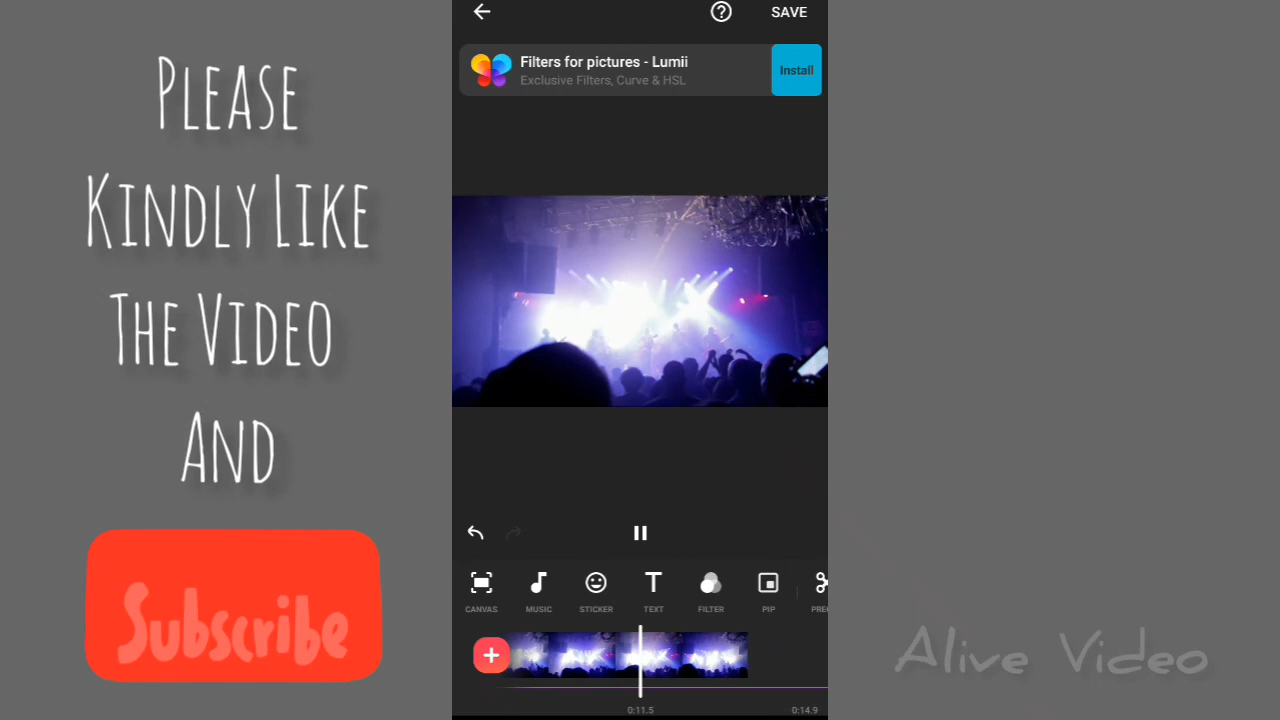 Please
Kindly Like
The Video
And
Subscribe
SAVE
Filters for pictures - Lumii
Exclusive Filters, Curve & HSL
Install
CANVAS
MUSIC
STICKER
TEXT
FILTER
PIP
0:11.5
0:14.9
Alive Video